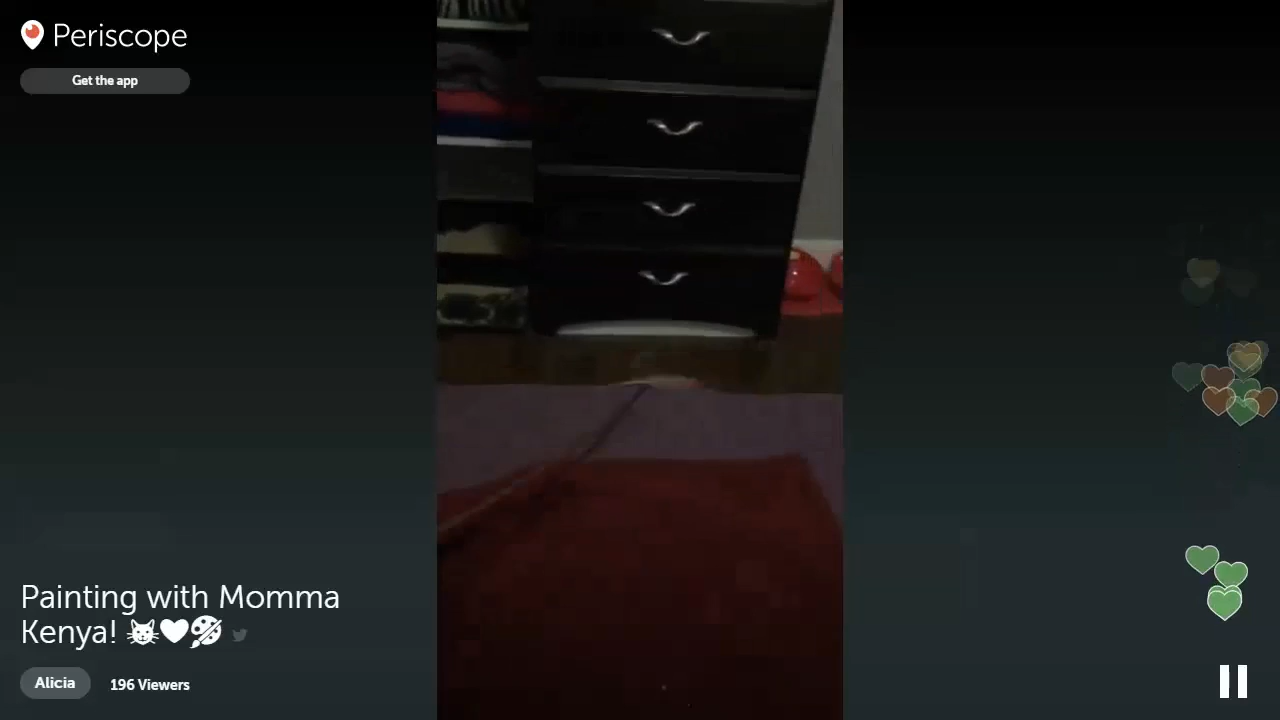 Periscope
Get the app
Painting with Momma
Kenya! 🐱❤🎨
Alicia
196 Viewers